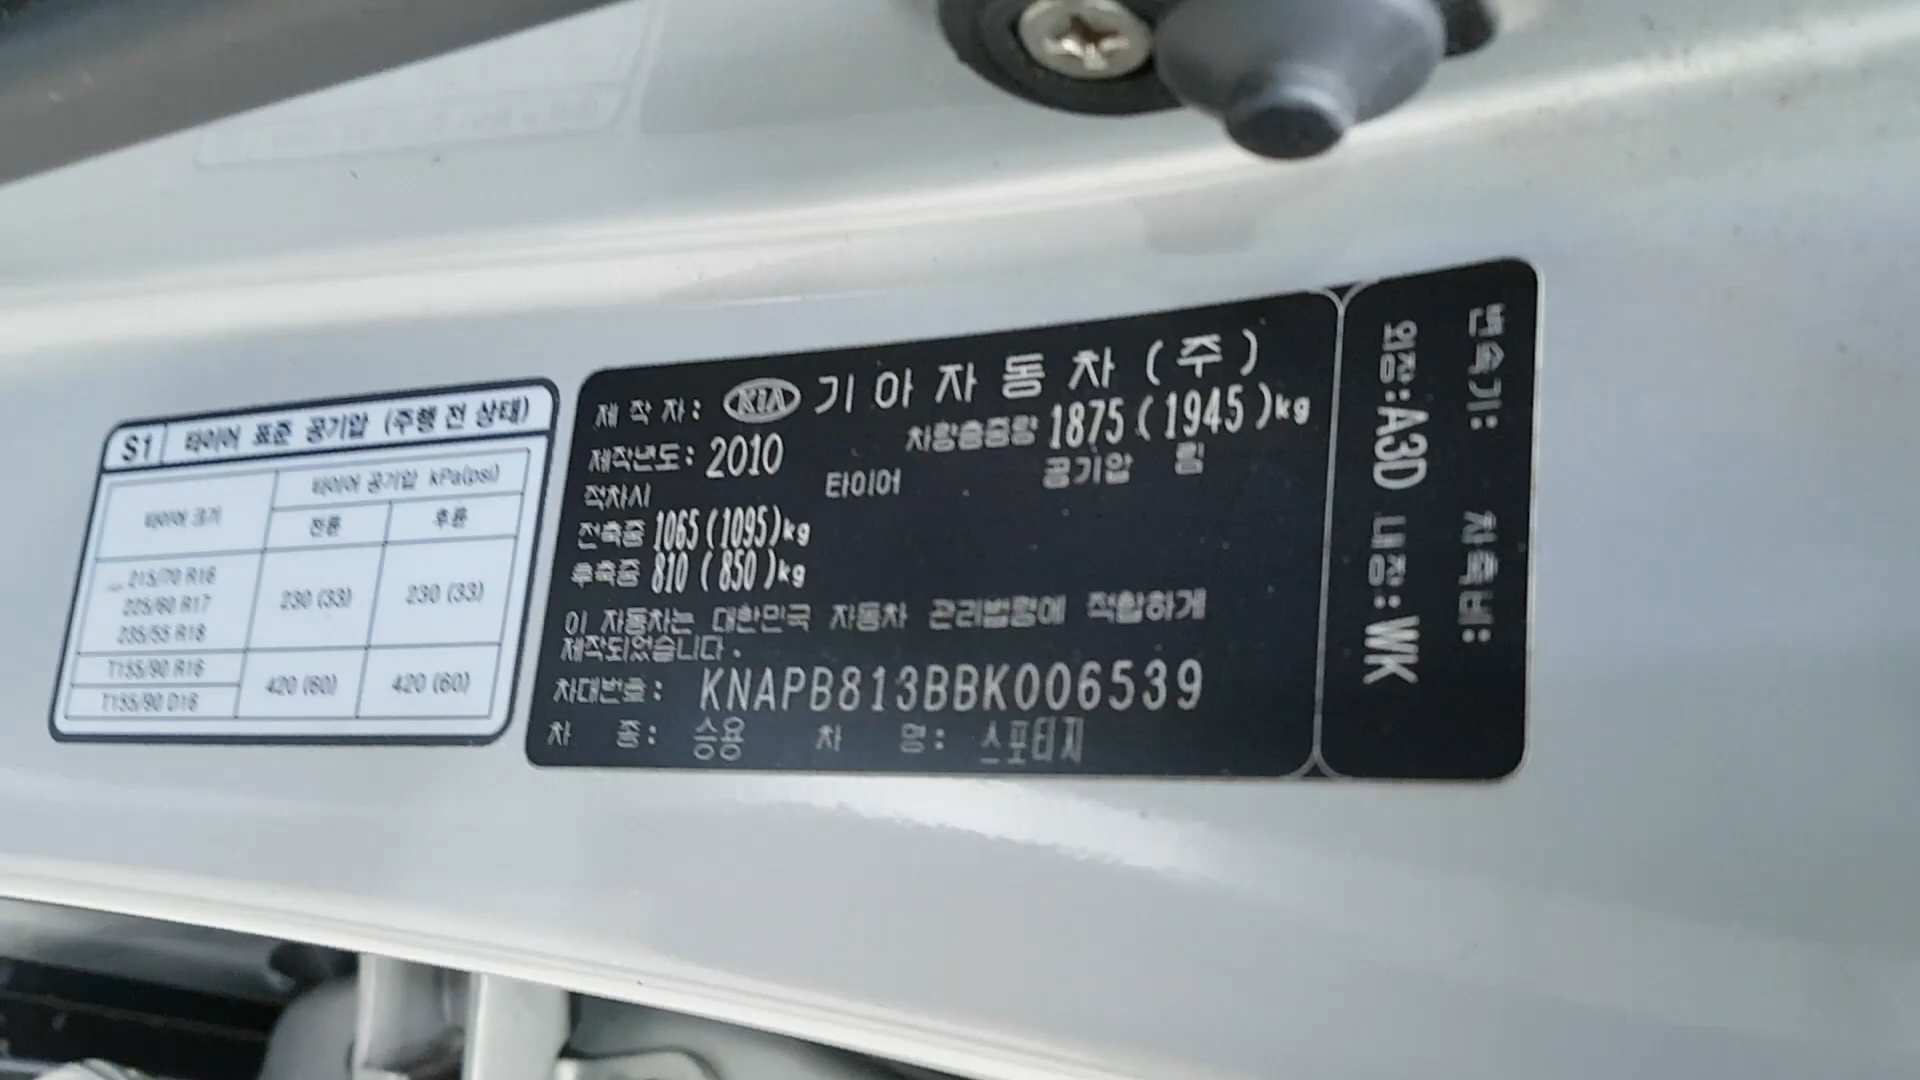 S1 타이어 표준 공기압 (주행 전 상태)
타이어 크기 타이어 공기압 kPa(psi)
전륜 후륜
215/70 R16
225/60 R17
235/55 R18
230 (33) 230 (33)
T155/90 R16
T155/90 D16
420 (60) 420 (60)
제 작 자: KIA 기 아 자 동 차 (주)
제작년도: 2010 차량총중량 1875 (1945)kg
적차시 타이어 공기압 림
전축중 1065 (1095)kg
후축중 810 (850)kg
이 자동차는 대한민국 자동차 관리법령에 적합하게
제작되었습니다.
차대번호: KNAPB813BBK006539
차 종: 승용 차 명: 스포티지
변속기: 차축비:
외장:A3D 내장:WK